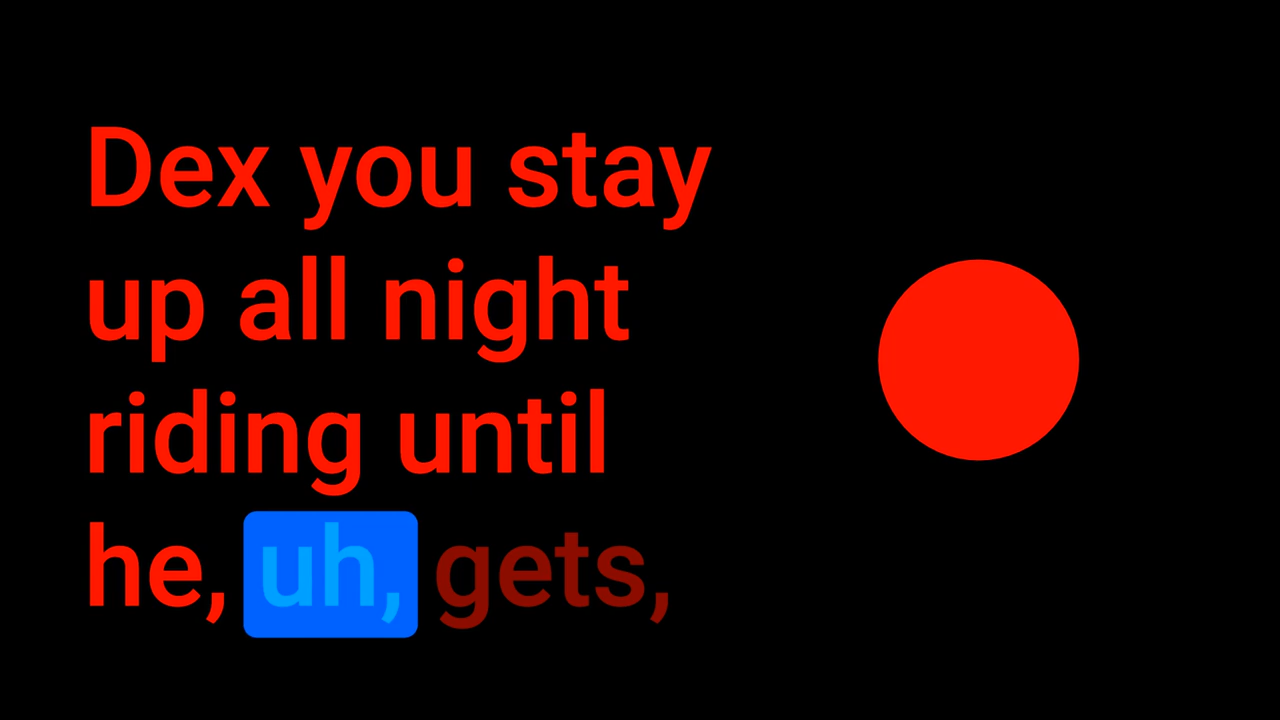 Dex you stay
up all night
riding until
he, uh, gets,